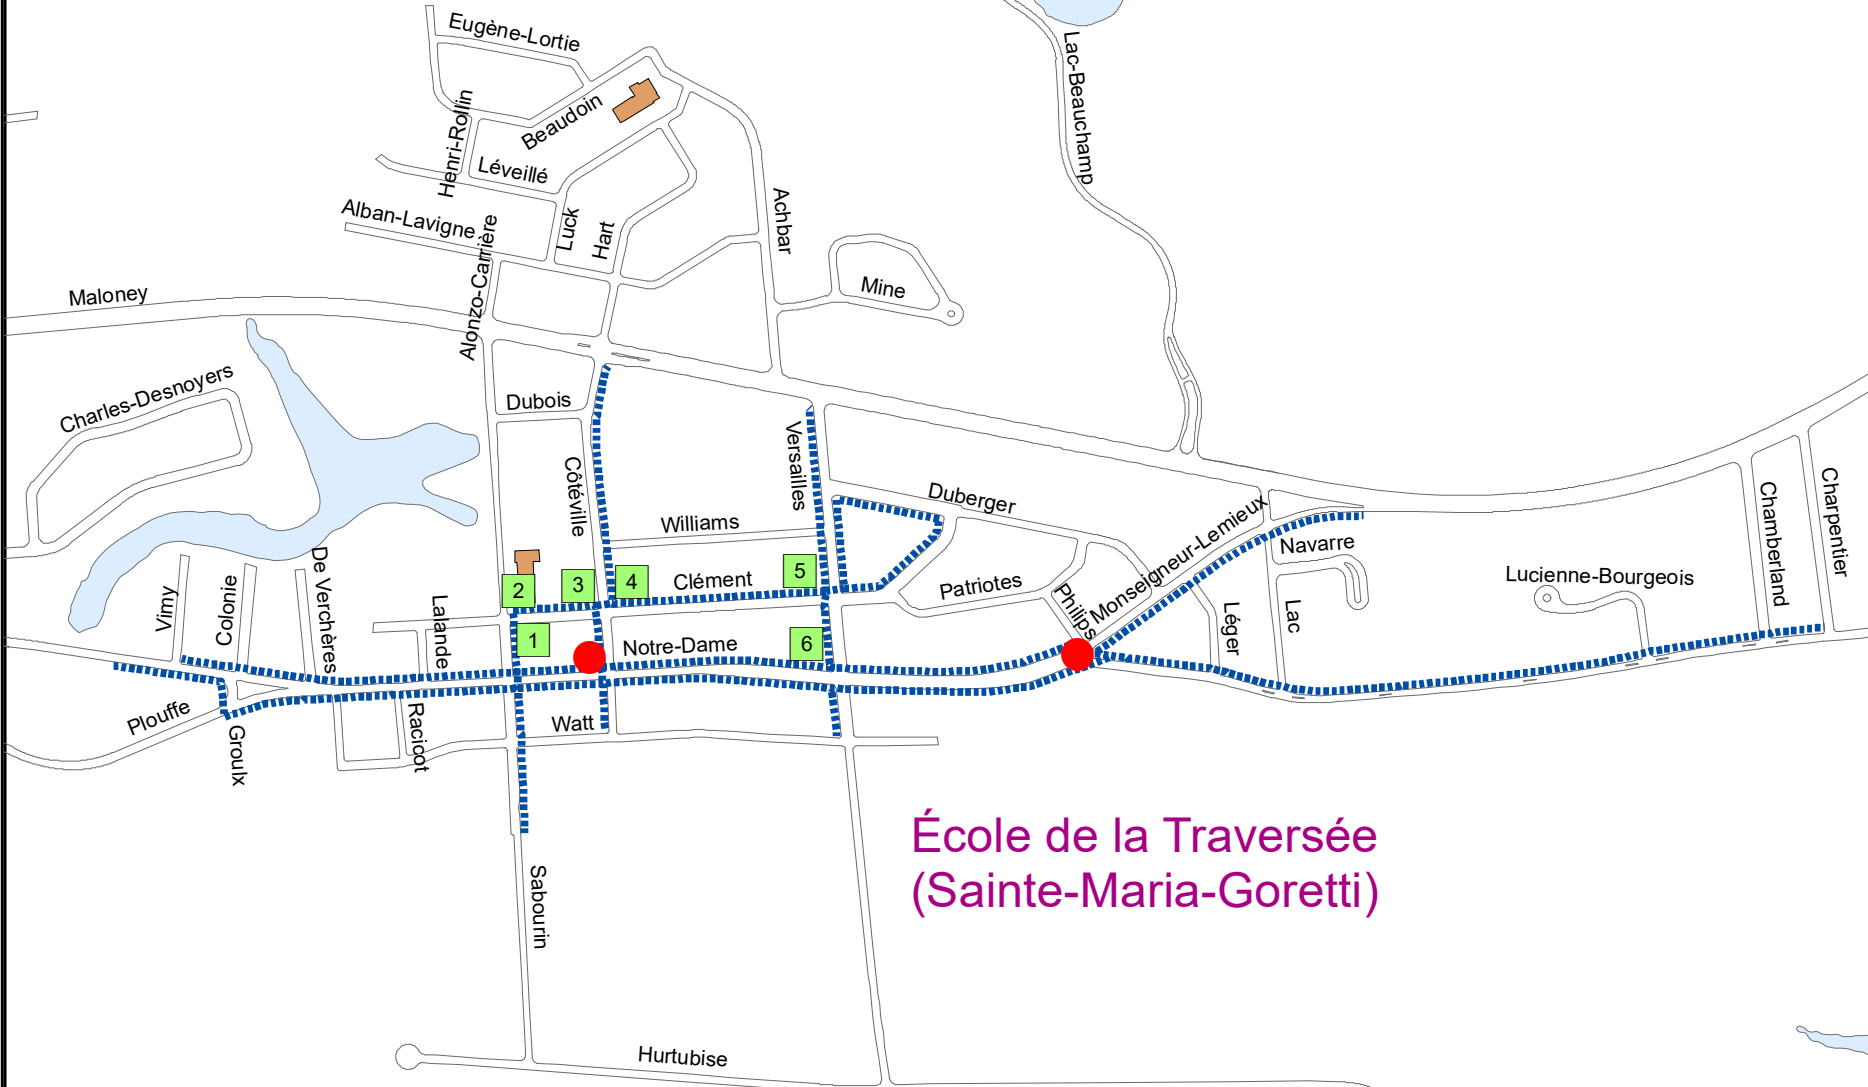 Eugène-Lortie
Lac-Beauchamp
Beaudoin
Henri-Rollin
Léveillé
Alban-Lavigne
Luck
Hart
Achbar
Alonzo-Carrière
Mine
Maloney
Charles-Desnoyers
Dubois
Versailles
Côtéville
Duberger
Williams
Monseigneur-Lemieux
Charpentier
Chamberland
Navarre
Lucienne-Bourgeois
Vimy
Colonie
De Verchères
Lalande
2
3
4
Clément
5
Patriotes
Philips
Léger
Lac
1
Notre-Dame
6
Plouffe
Groulx
Racicot
Watt
École de la Traversée
(Sainte-Maria-Goretti)
Sabourin
Hurtubise